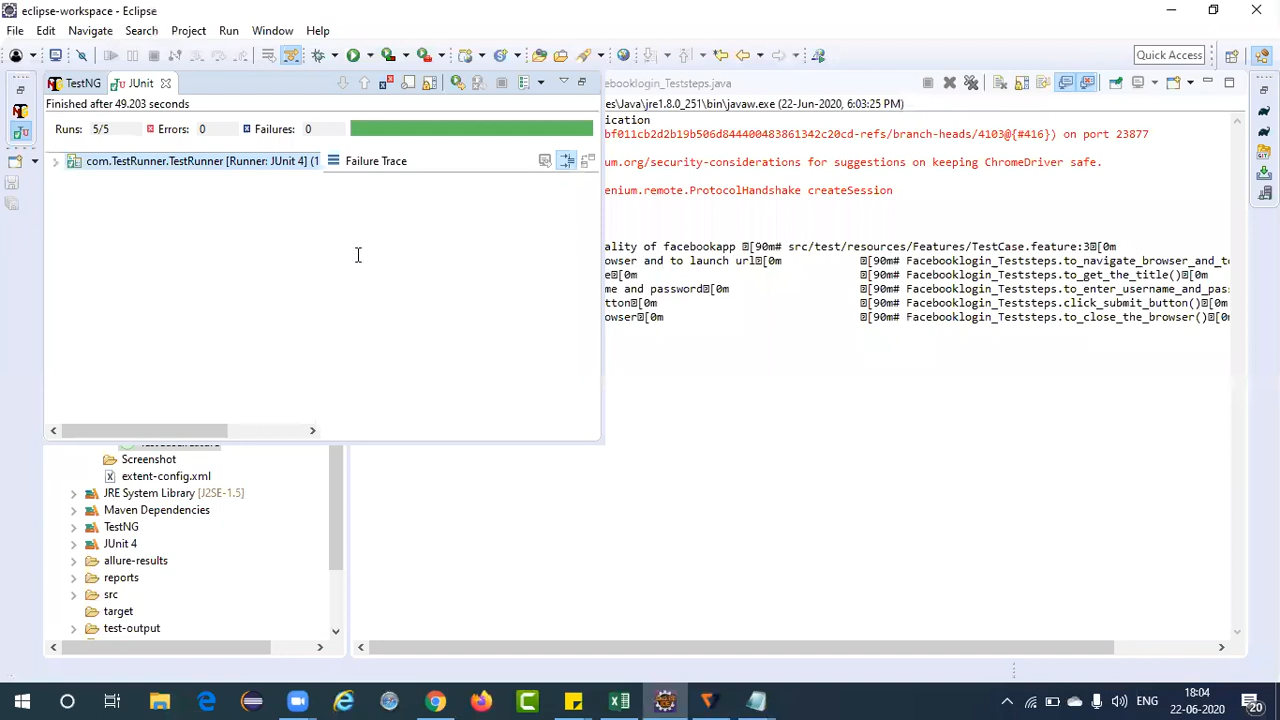 eclipse-workspace - Eclipse
File Edit Navigate Search Project Run Window Help
Quick Access
TestNG JUnit
ebooklogin_Teststeps.java
Finished after 49.203 seconds
es\Java\jre1.8.0_251\bin\javaw.exe (22-Jun-2020, 6:03:25 PM)
Runs: 5/5 Errors: 0 Failures: 0
ication
bf011cb2d2b19b506d844400483861342c20cd-refs/branch-heads/4103@{#416}) on port 23877
com.TestRunner.TestRunner [Runner: JUnit 4] (1
Failure Trace
ium.org/security-considerations for suggestions on keeping ChromeDriver safe.
enium.remote.ProtocolHandshake createSession
ality of facebookapp [90m# src/test/resources/Features/TestCase.feature:3[0m
owser and to launch url[0m [90m# Facebooklogin_Teststeps.to_navigate_browser_and_to
e[0m [90m# Facebooklogin_Teststeps.to_get_the_title()[0m
me and password[0m [90m# Facebooklogin_Teststeps.to_enter_username_and_pas
utton[0m [90m# Facebooklogin_Teststeps.click_submit_button()[0m
owser[0m [90m# Facebooklogin_Teststeps.to_close_the_browser()[0m
Screenshot
extent-config.xml
JRE System Library [J2SE-1.5]
Maven Dependencies
TestNG
JUnit 4
allure-results
reports
src
target
test-output
ENG
18:04
22-06-2020
20